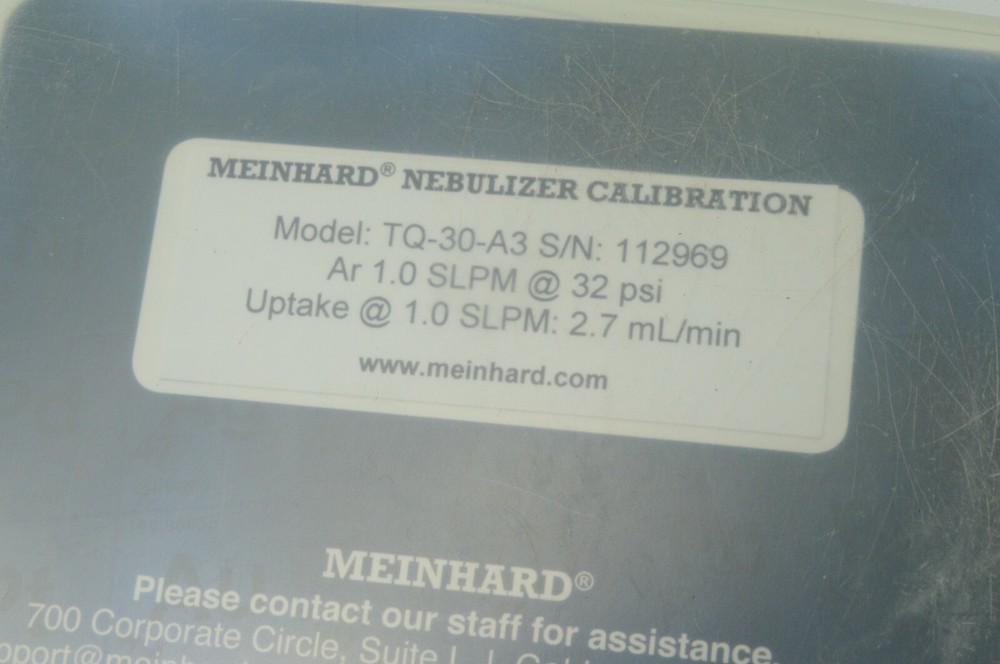 MEINHARD® NEBULIZER CALIBRATION
Model: TQ-30-A3 S/N: 112969
Ar 1.0 SLPM @ 32 psi
Uptake @ 1.0 SLPM: 2.7 mL/min
www.meinhard.com
MEINHARD®
Please contact our staff for assistance.
700 Corporate Circle, Suite L